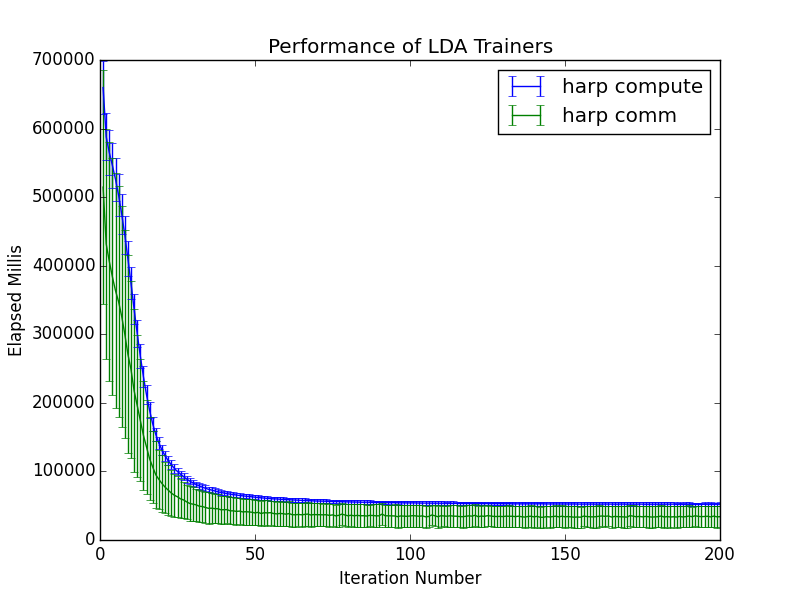 Performance of LDA Trainers
700000
600000
500000
400000
300000
200000
100000
0
Elapsed Millis
harp compute
harp comm
0 50 100 150 200
Iteration Number